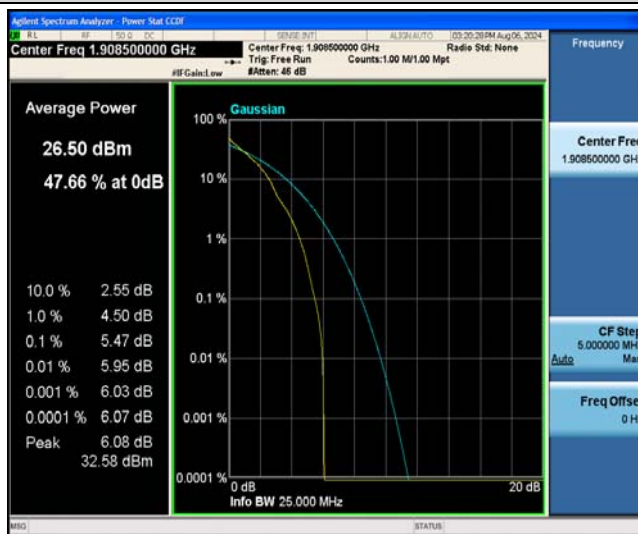 Agilent Spectrum Analyzer - Power Stat CCDF
RL RF 50 Ω DC SENSE:INT ALIGN AUTO 03:20:28 PM Aug 06, 2024
Center Freq 1.908500000 GHz
Center Freq: 1.908500000 GHz Radio Std: None
Trig: Free Run Counts:1.00 M/1.00 Mpt
#IFGain:Low #Atten: 46 dB
Frequency
Average Power
26.50 dBm
47.66 % at 0dB
10.0 % 2.55 dB
1.0 % 4.50 dB
0.1 % 5.47 dB
0.01 % 5.95 dB
0.001 % 6.03 dB
0.0001 % 6.07 dB
Peak 6.08 dB
32.58 dBm
Gaussian
100 %
10 %
1 %
0.1 %
0.01 %
0.001 %
0.0001 %
0 dB 20 dB
Info BW 25.000 MHz
Center Fre
1.908500000 GH
CF Step
5.000000 MH
Auto Ma
Freq Offse
0 H
MSG STATUS